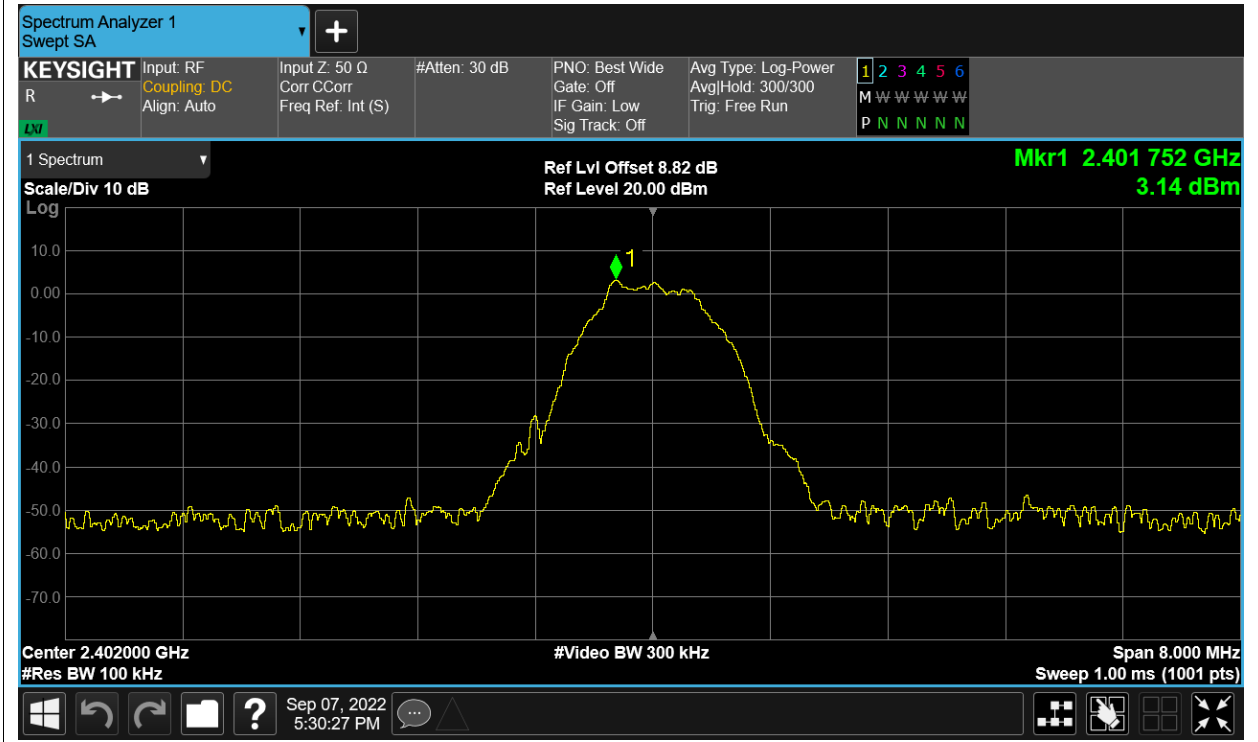 Spectrum Analyzer 1
Swept SA
+
KEYSIGHT
R
LXI
Input: RF
Coupling: DC
Align: Auto
Input Z: 50 Ω
Corr CCorr
Freq Ref: Int (S)
#Atten: 30 dB
PNO: Best Wide
Gate: Off
IF Gain: Low
Sig Track: Off
Avg Type: Log-Power
Avg|Hold: 300/300
Trig: Free Run
1 2 3 4 5 6
M W W W W W
P N N N N N
1 Spectrum
Scale/Div 10 dB
Log
Ref Lvl Offset 8.82 dB
Ref Level 20.00 dBm
Mkr1 2.401 752 GHz
3.14 dBm
1
10.0
0.00
-10.0
-20.0
-30.0
-40.0
-50.0
-60.0
-70.0
Center 2.402000 GHz
#Video BW 300 kHz
Span 8.000 MHz
#Res BW 100 kHz
Sweep 1.00 ms (1001 pts)
?
Sep 07, 2022
5:30:27 PM